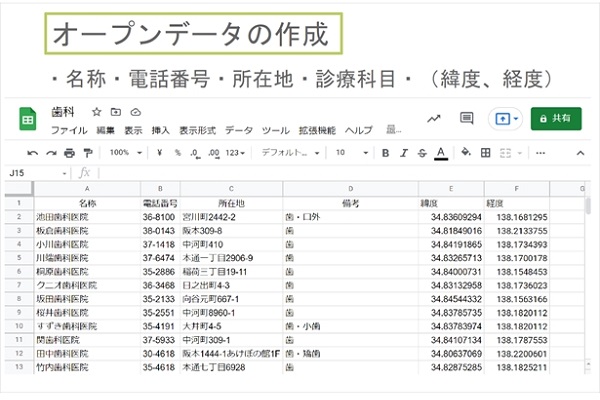 オープンデータの作成
・名称・電話番号・所在地・診療科目・（緯度、経度）
歯科
ファイル 編集 表示 挿入 表示形式 データ ツール 拡張機能 ヘルプ 最…
共有
100% ¥ % .0 .00 123 デフォルト... 10 B I S A
J15 fx
A B C D E F G
1 名称 電話番号 所在地 備考 緯度 経度
2 池田歯科医院 36-8100 宮川町2442-2 歯・口外 34.83609294 138.1681295
3 板倉歯科医院 38-0143 阪本309-8 歯 34.81849016 138.2133755
4 小川歯科医院 37-1418 中河町410 歯 34.84191865 138.1734393
5 川端歯科医院 37-6474 本通一丁目2906-9 歯 34.83265713 138.1700178
6 桐原歯科医院 35-2886 稲荷三丁目19-11 歯 34.84000731 138.1548453
7 クニオ歯科医院 36-3468 日之出町4-3 歯 34.83132958 138.1736023
8 坂田歯科医院 35-2133 向谷元町667-1 歯 34.84544332 138.1563166
9 桜井歯科医院 35-2551 中河町8960-1 歯 34.83785735 138.1820112
10 すずき歯科医院 35-4191 大井町4-5 歯・小歯 34.83783974 138.1820112
11 関歯科医院 37-5933 中河町309-1 歯 34.84107134 138.1787553
12 田中歯科医院 30-4618 阪本1444-1あけぼの館1F 歯・矯歯 34.80637069 138.2200601
13 竹内歯科医院 35-4618 本通七丁目6928 歯 34.82875285 138.1825211